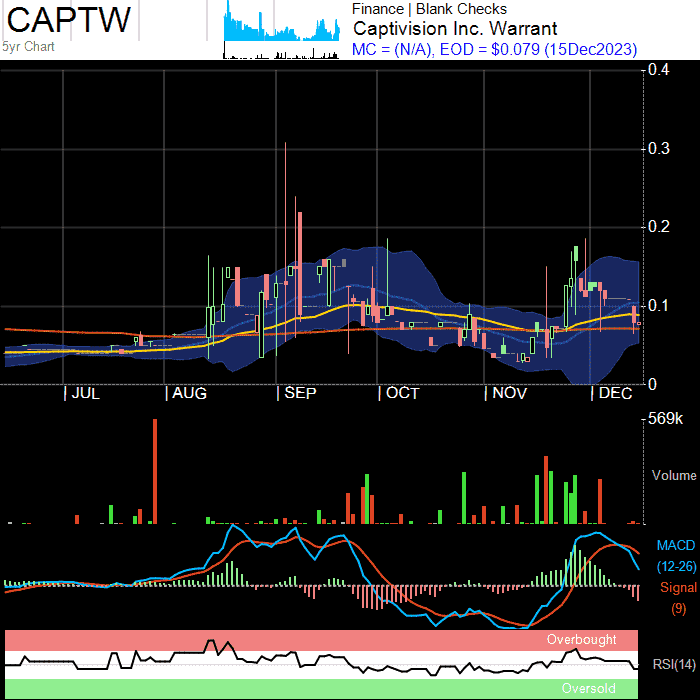 CAPTW
5yr Chart
Finance | Blank Checks
Captivision Inc. Warrant
MC = (N/A), EOD = $0.079 (15Dec2023)
0.4
0.3
0.2
0.1
0
| JUL | AUG | SEP | OCT | NOV | DEC
569k
Volume
MACD
(12-26)
Signal
(9)
Overbought
RSI(14)
Oversold